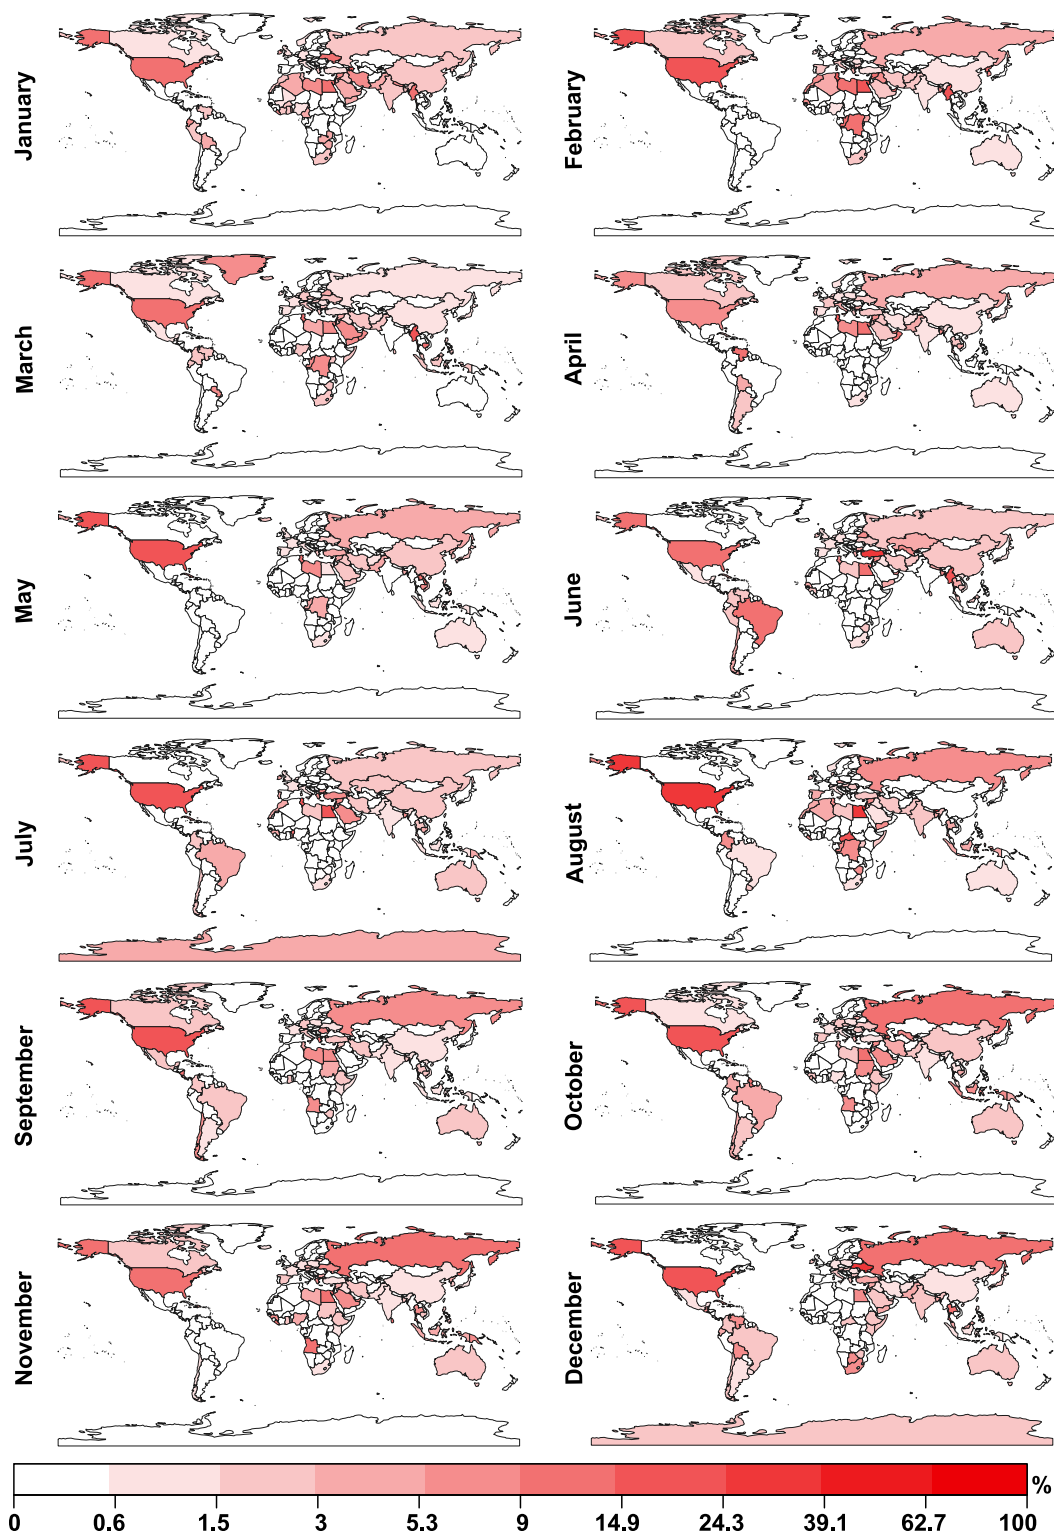 January
February
March
April
May
June
July
August
September
October
November
December
%
0 0.6 1.5 3 5.3 9 14.9 24.3 39.1 62.7 100